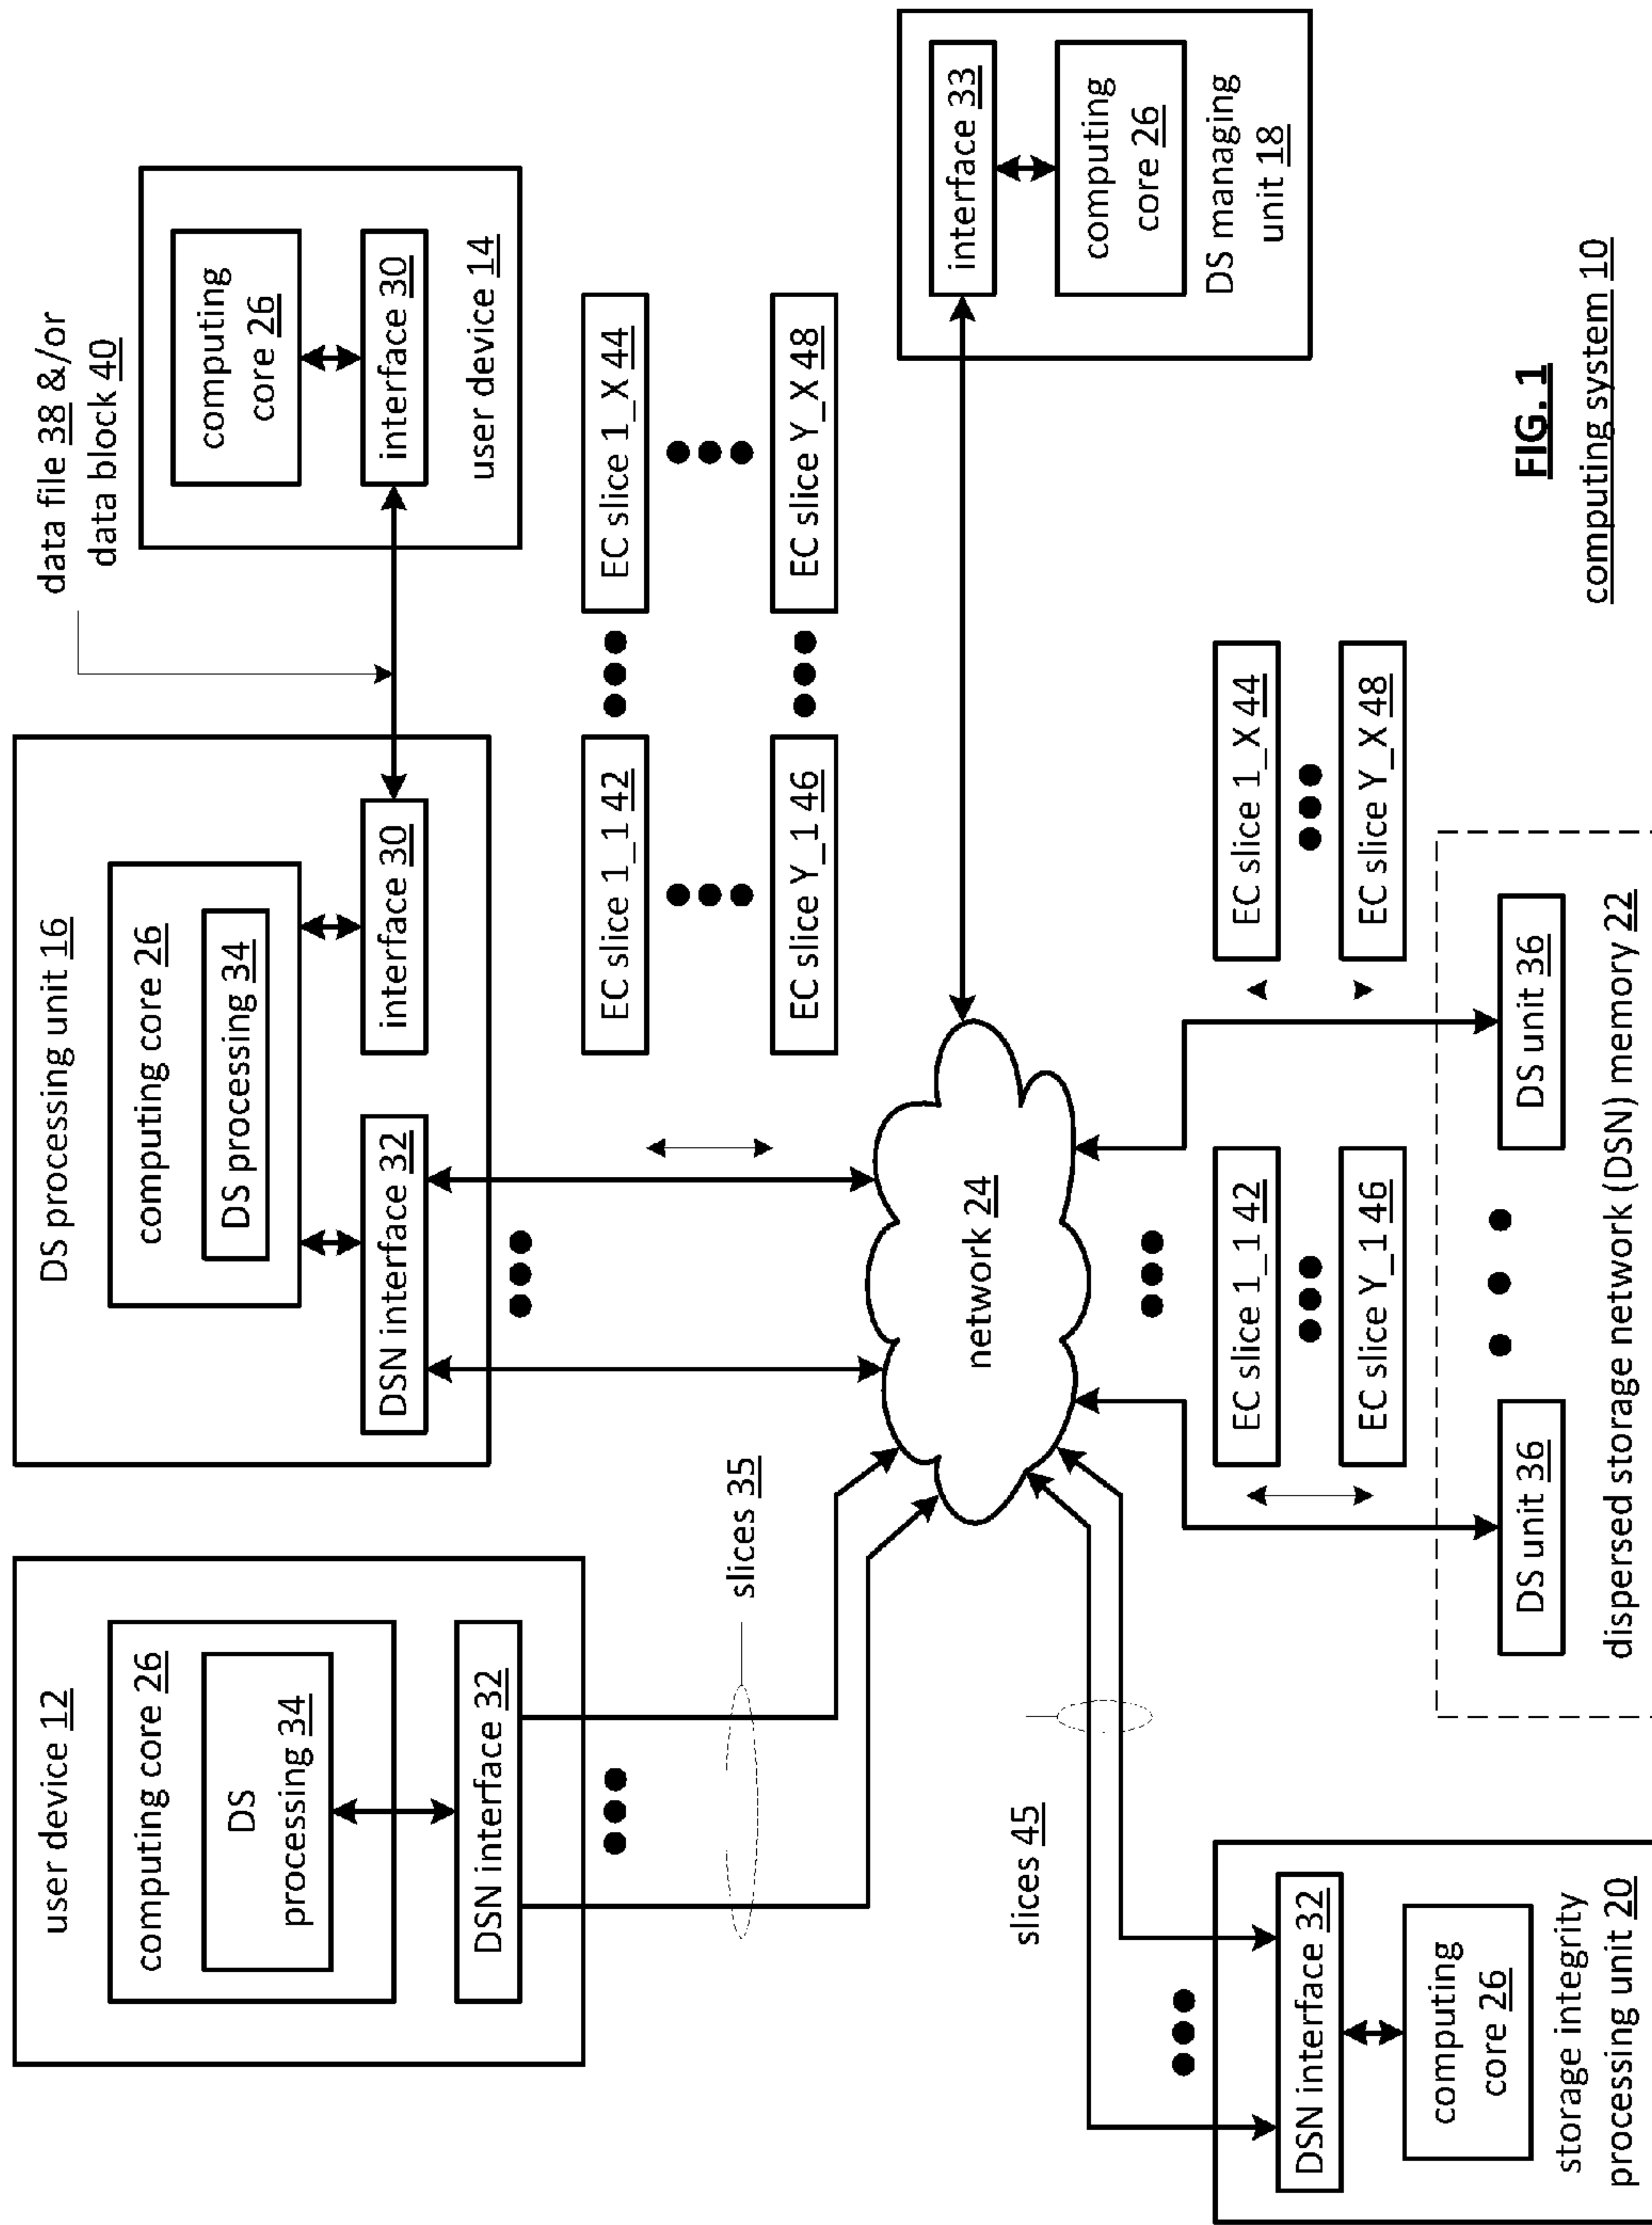 user device 12
computing core 26
DS
processing 34
DSN interface 32
slices 35
DS processing unit 16
computing core 26
DS processing 34
DSN interface 32
interface 30
data file 38 &/or
data block 40
computing
core 26
interface 30
user device 14
EC slice 1_1 42
EC slice 1_X 44
EC slice Y_1 46
EC slice Y_X 48
network 24
interface 33
computing
core 26
DS managing
unit 18
slices 45
DSN interface 32
computing
core 26
storage integrity
processing unit 20
EC slice 1_1 42
EC slice 1_X 44
EC slice Y_1 46
EC slice Y_X 48
DS unit 36
DS unit 36
dispersed storage network (DSN) memory 22
FIG. 1
computing system 10